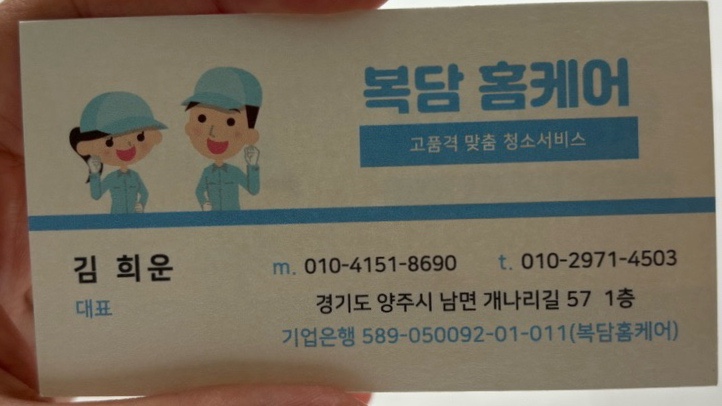 복담 홈케어
고품격 맞춤 청소서비스
김 희운
대표
m. 010-4151-8690 t. 010-2971-4503
경기도 양주시 남면 개나리길 57 1층
기업은행 589-050092-01-011(복담홈케어)